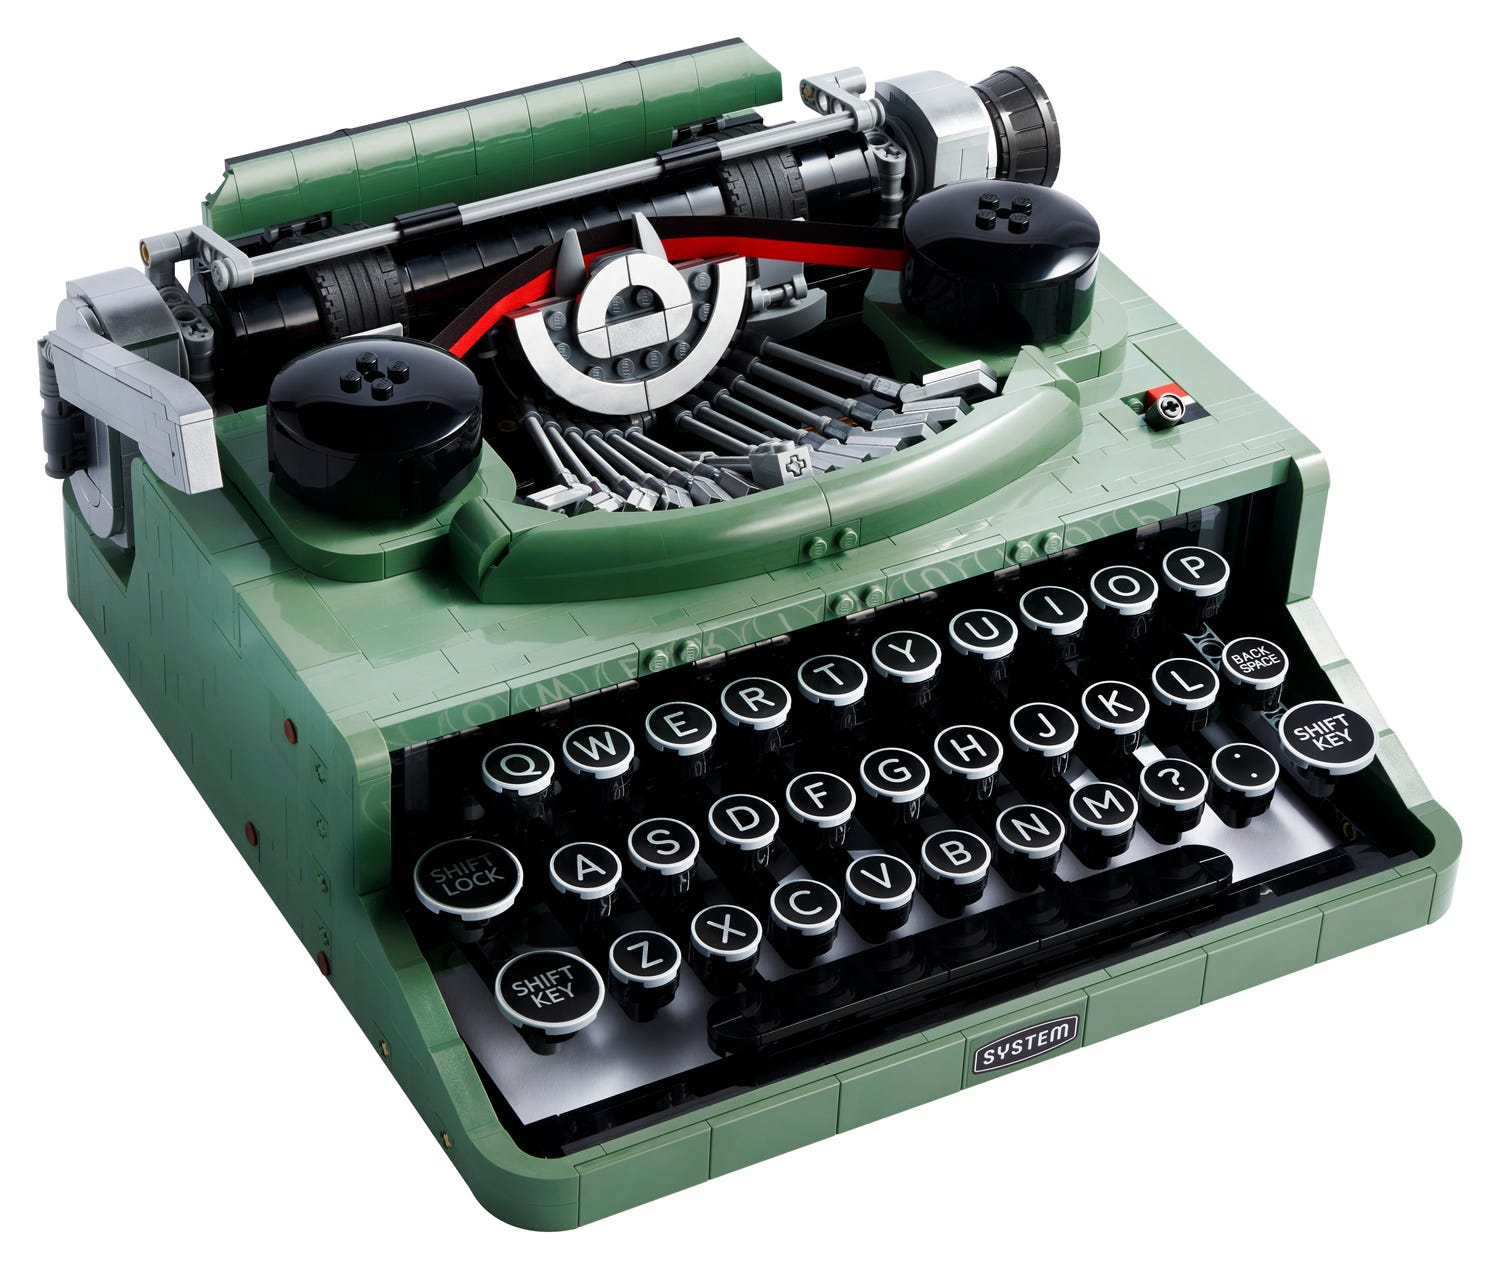 Q W E R T Y U I O P
SHIFT
LOCK
A S D F G H J K L
BACK
SPACE
SHIFT
KEY
Z X C V B N M ? :
SHIFT
KEY
SYSTEM